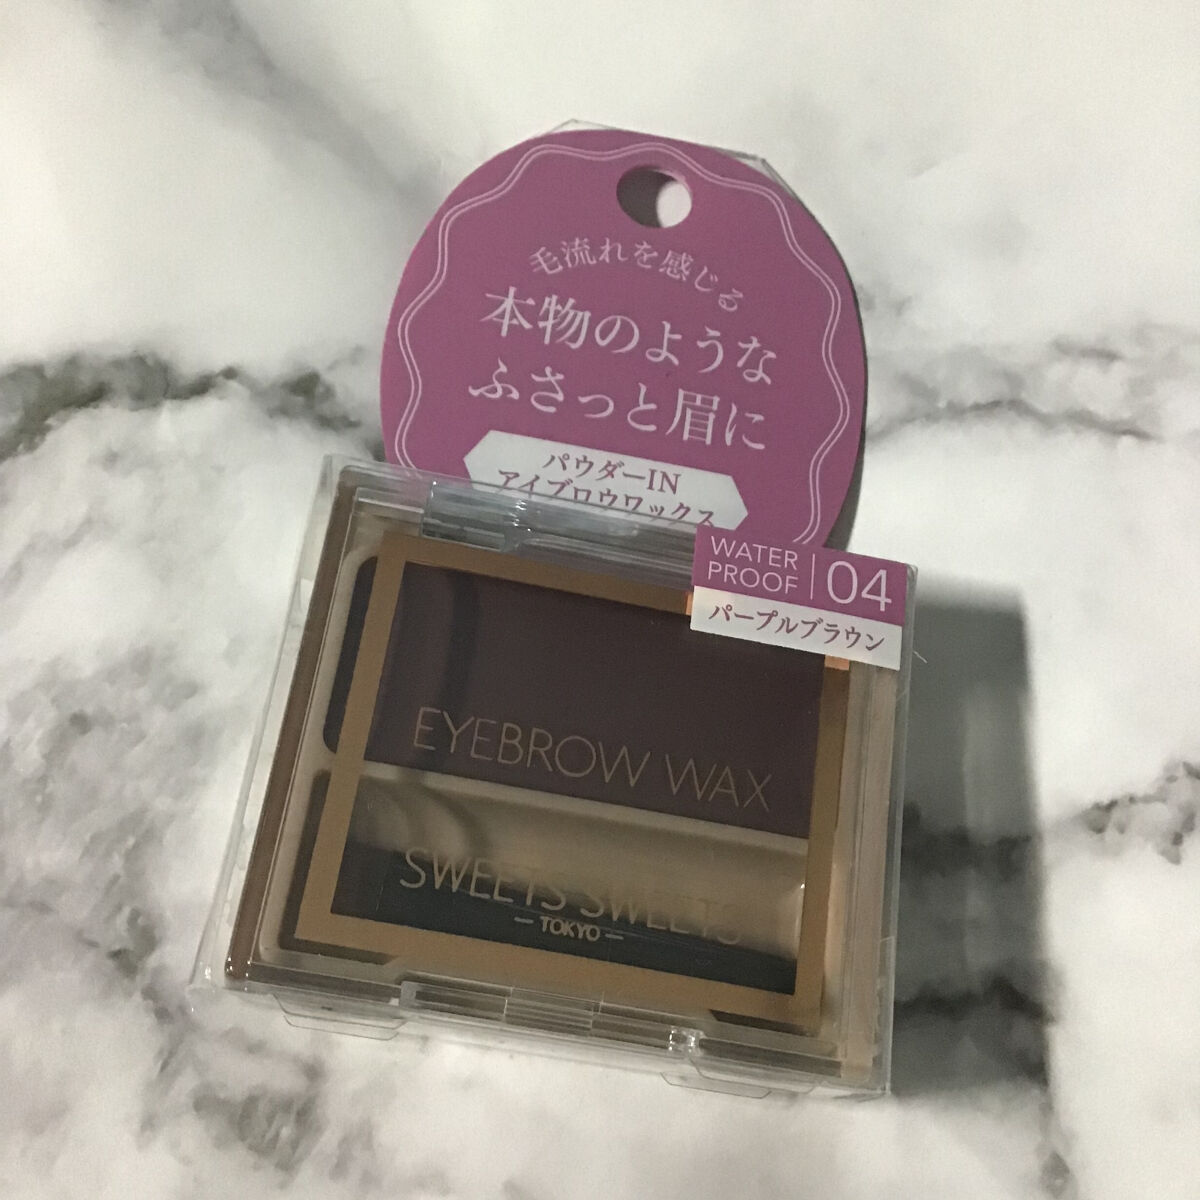 毛流れを感じる
本物のような
ふさっと眉に
パウダーIN
アイブロウワックス
WATER
PROOF
04
パープルブラウン
EYEBROW WAX
SWEETS SWEETS
— TOKYO —